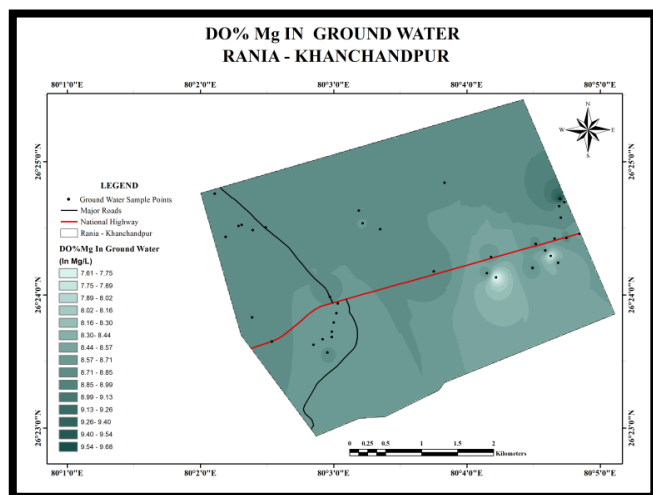 DO% Mg IN GROUND WATER
RANIA - KHANCHANDPUR
80°1'0"E 80°2'0"E 80°3'0"E 80°4'0"E 80°5'0"E
N
W E
S
26°25'0"N 26°25'0"N
LEGEND
Ground Water Sample Points
Major Roads
National Highway
Rania - Khanchandpur
DO%Mg In Ground Water
(In Mg/L)
7.61 - 7.75
7.75 - 7.89
7.89 - 8.02
8.02 - 8.16
8.16 - 8.30
8.30- 8.44
8.44 - 8.57
8.57 - 8.71
8.71 - 8.85
8.85 - 8.99
8.99 - 9.13
9.13 - 9.26
9.26- 9.40
9.40 - 9.54
9.54 - 9.68
26°24'0"N 26°24'0"N
26°23'0"N 26°23'0"N
0 0.25 0.5 1 1.5 2
Kilometers
80°1'0"E 80°2'0"E 80°3'0"E 80°4'0"E 80°5'0"E